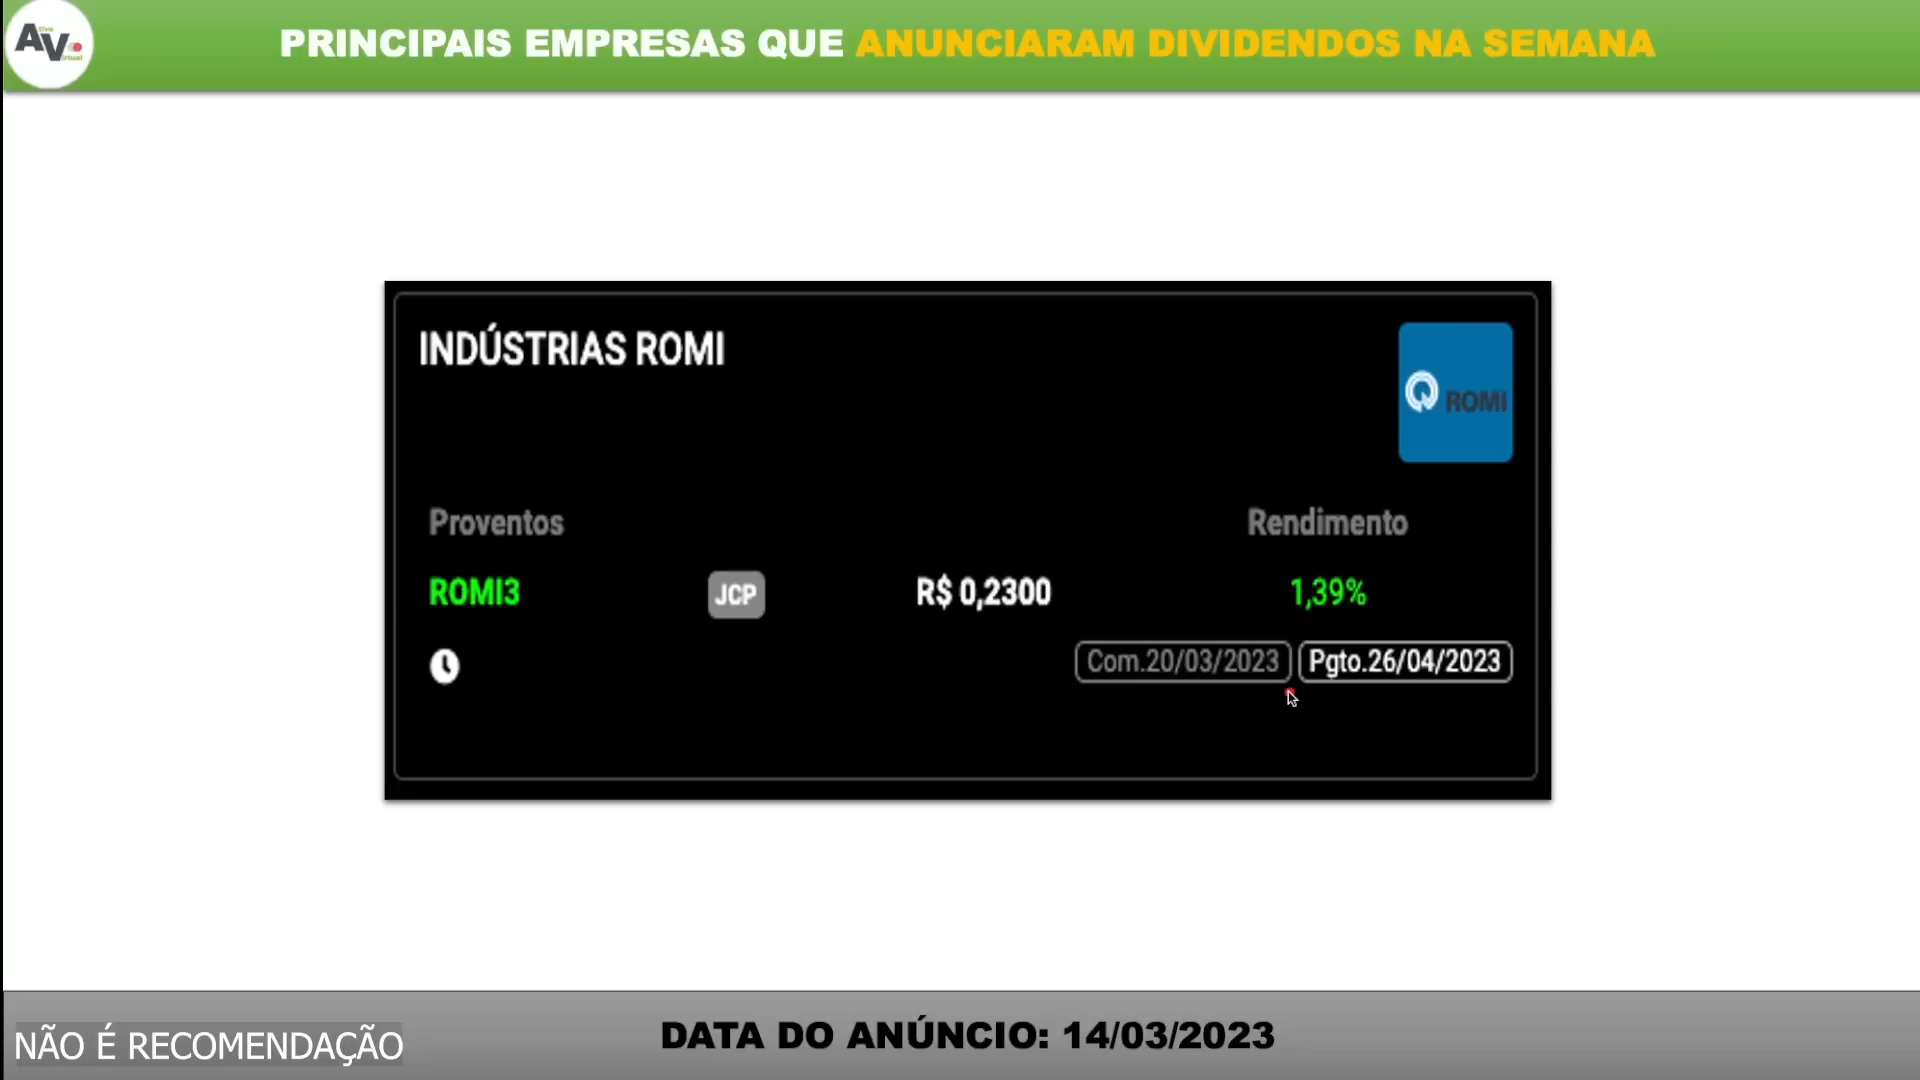 AV
PRINCIPAIS EMPRESAS QUE ANUNCIARAM DIVIDENDOS NA SEMANA
INDÚSTRIAS ROMI
ROMI
Proventos
Rendimento
ROMI3
JCP
R$ 0,2300
1,39%
Com.20/03/2023
Pgto.26/04/2023
NÃO É RECOMENDAÇÃO
DATA DO ANÚNCIO: 14/03/2023